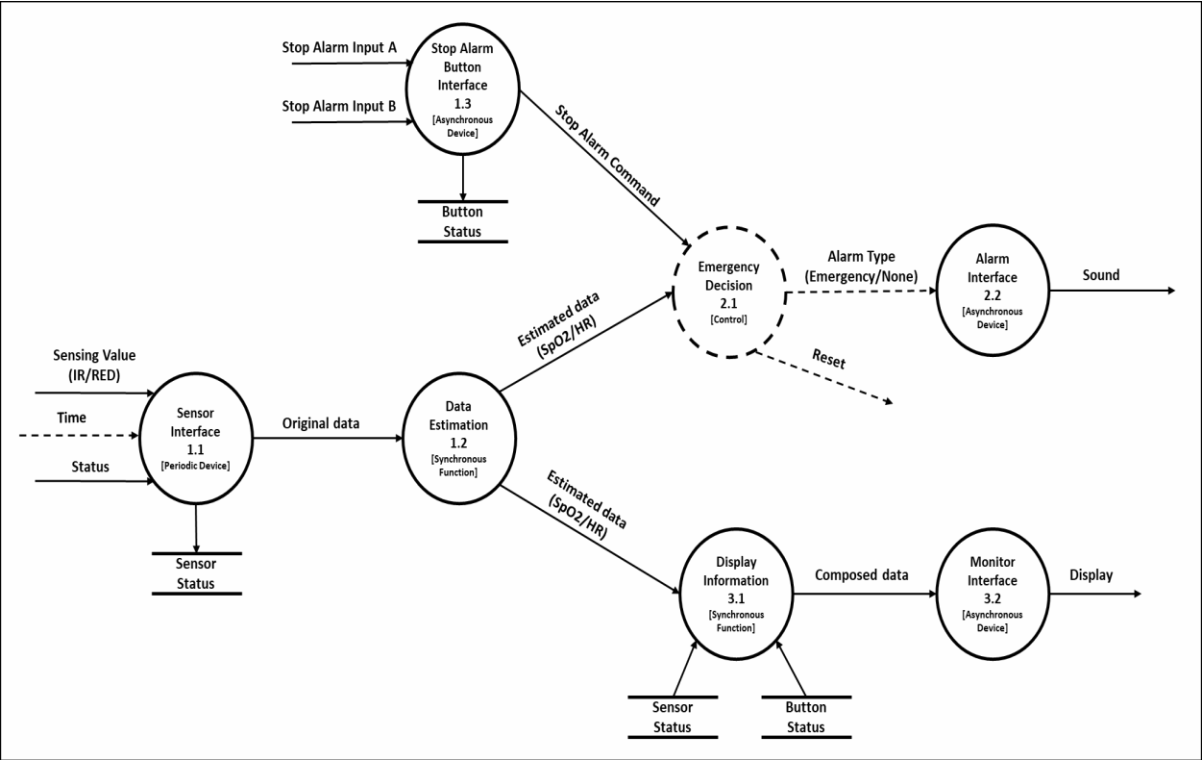 Stop Alarm Input A
Stop Alarm Input B
Stop Alarm
Button
Interface
1.3
[Asynchronous
Device]
Button
Status
Stop Alarm Command
Emergency
Decision
2.1
[Control]
Alarm Type
(Emergency/None)
Alarm
Interface
2.2
[Asynchronous
Device]
Sound
Reset
Estimated data
(SpO2/HR)
Sensing Value
(IR/RED)
Time
Status
Sensor
Interface
1.1
[Periodic Device]
Original data
Data
Estimation
1.2
[Synchronous
Function]
Sensor
Status
Estimated data
(SpO2/HR)
Display
Information
3.1
[Synchronous
Function]
Composed data
Monitor
Interface
3.2
[Asynchronous
Device]
Display
Sensor
Status
Button
Status